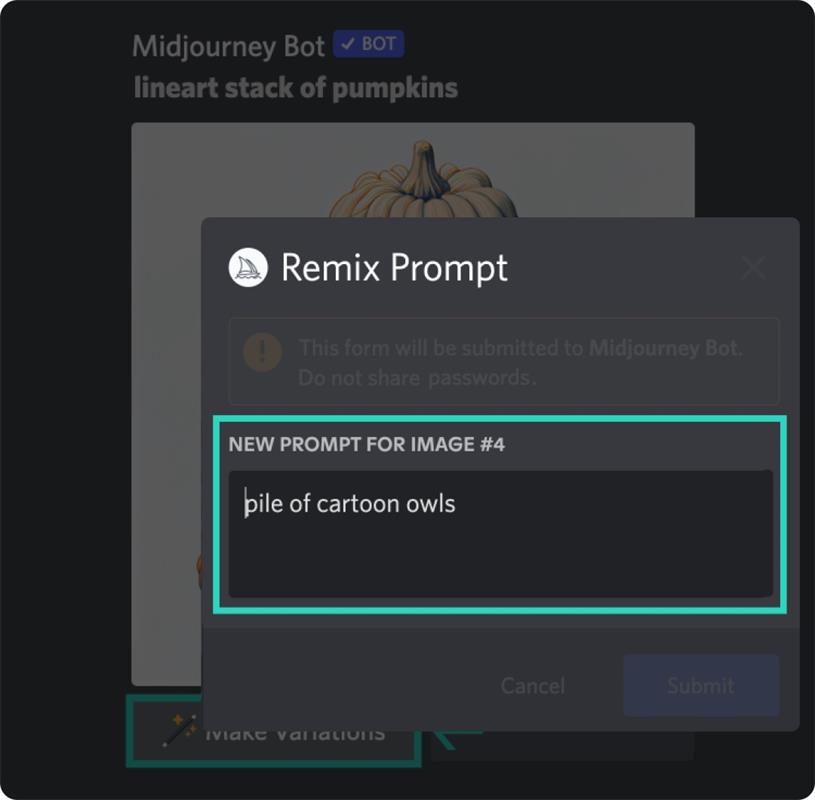 Midjourney Bot BOT
lineart stack of pumpkins
Remix Prompt
This form will be submitted to Midjourney Bot.
Do not share passwords.
NEW PROMPT FOR IMAGE #4
pile of cartoon owls
Cancel Submit
Make Variations